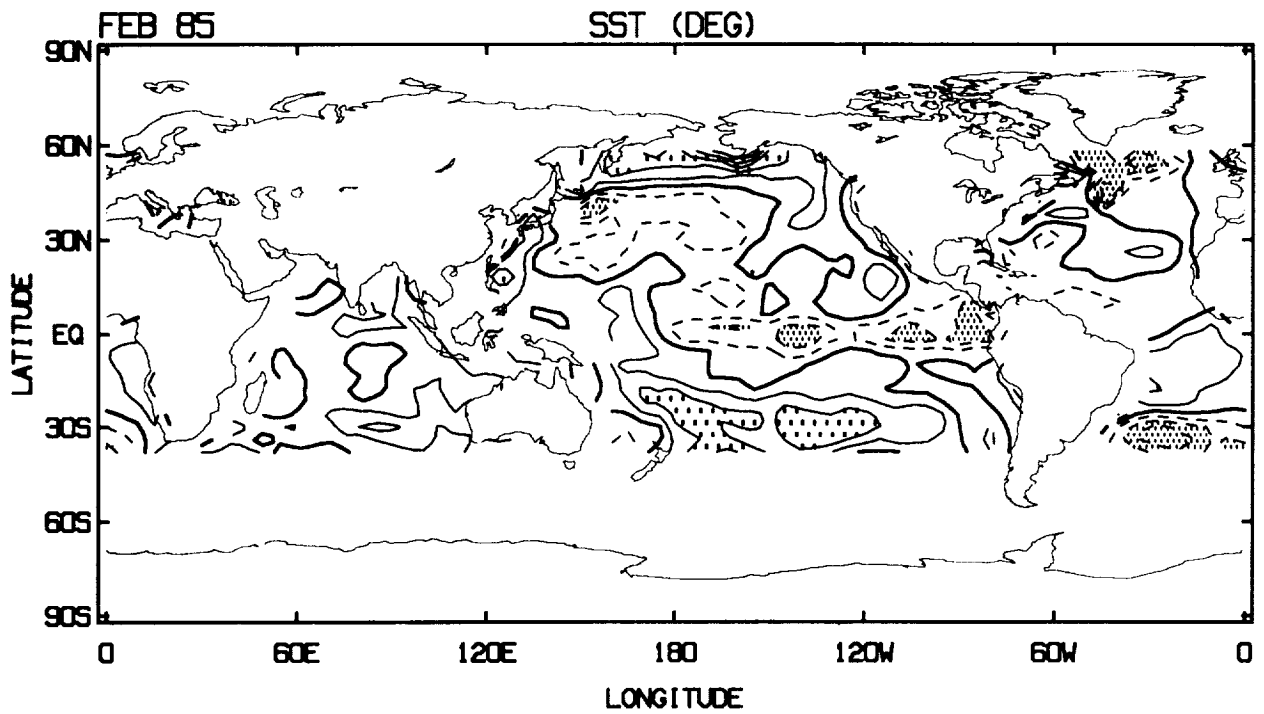 FEB 85 SST (DEG)
90N
60N
30N
EQ
30S
60S
90S
LATITUDE
0 60E 120E 180 120W 60W 0
LONGITUDE